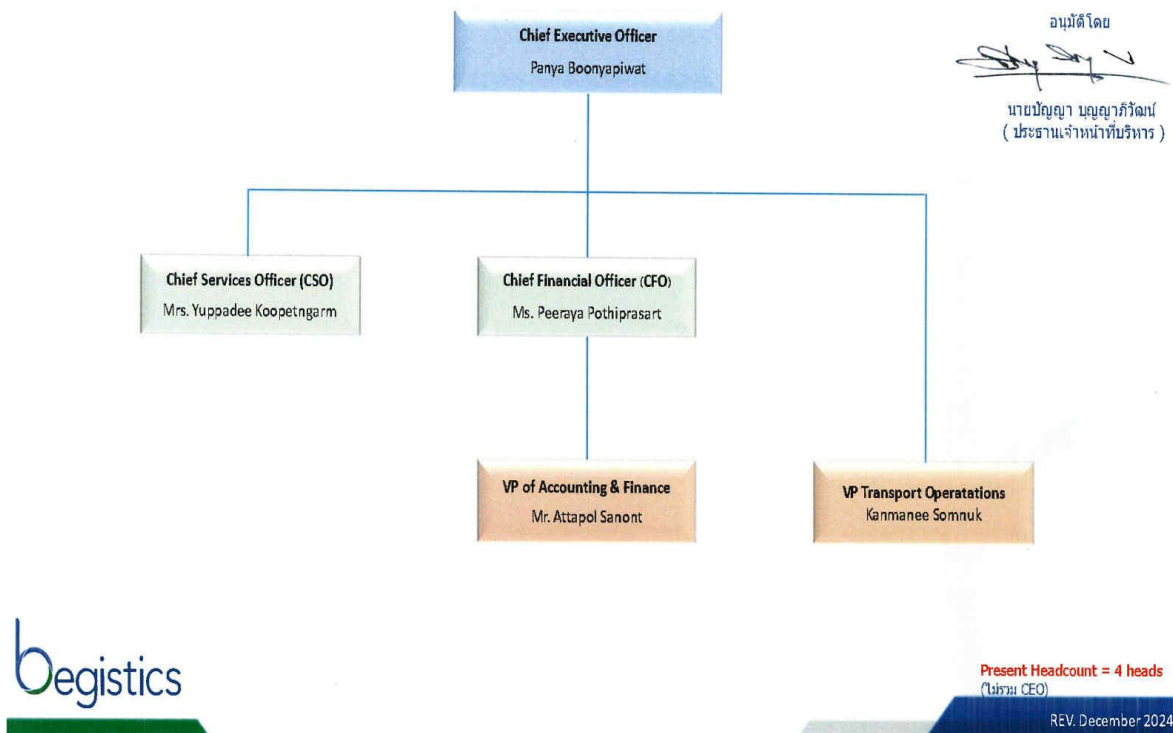 Chief Executive Officer
Panya Boonyapiwat
อนุมัติโดย
นายปัญญา บุญญาภิวัฒน์
( ประธานเจ้าหน้าที่บริหาร )
Chief Services Officer (CSO)
Mrs. Yuppadee Koopetngarm
Chief Financial Officer (CFO)
Ms. Peeraya Pothiprasart
VP of Accounting & Finance
Mr. Attapol Sanont
VP Transport Operatations
Kanmanee Somnuk
begistics
Present Headcount = 4 heads
(ไม่รวม CEO)
REV. December 2024